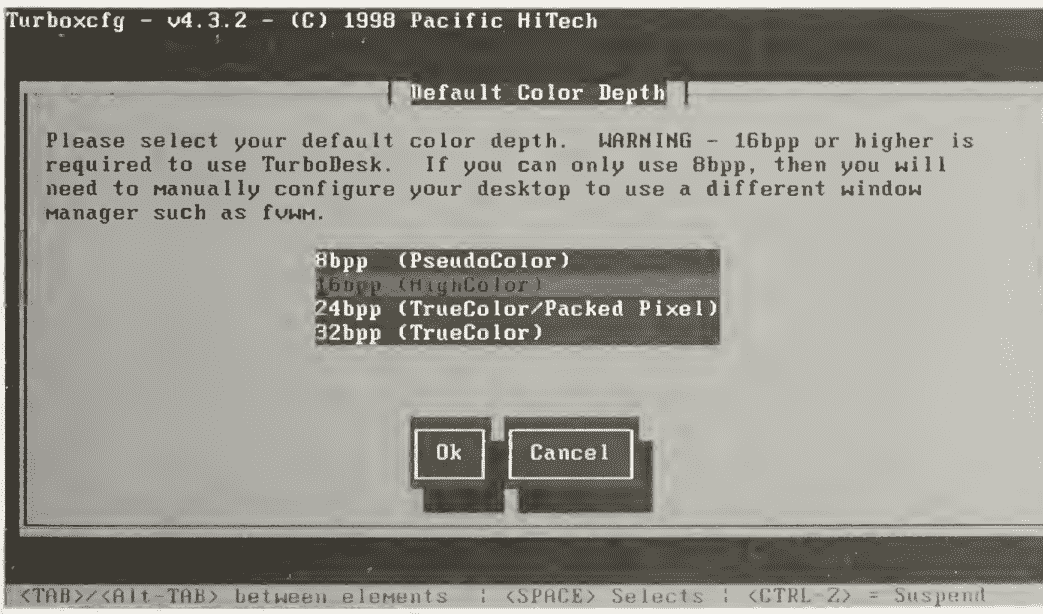 Turboxcfg - v4.3.2 - (C) 1998 Pacific HiTech
Default Color Depth
Please select your default color depth.  WARNING - 16bpp or higher is
required to use TurboDesk.  If you can only use 8bpp, then you will
need to manually configure your desktop to use a different window
manager such as fvwm.
8bpp  (PseudoColor)
16bpp (HighColor)
24bpp (TrueColor/Packed Pixel)
32bpp (TrueColor)
Ok  Cancel
<TAB>/<Alt-TAB> between elements  ¦ <SPACE> Selects ¦ <CTRL-Z> = Suspend